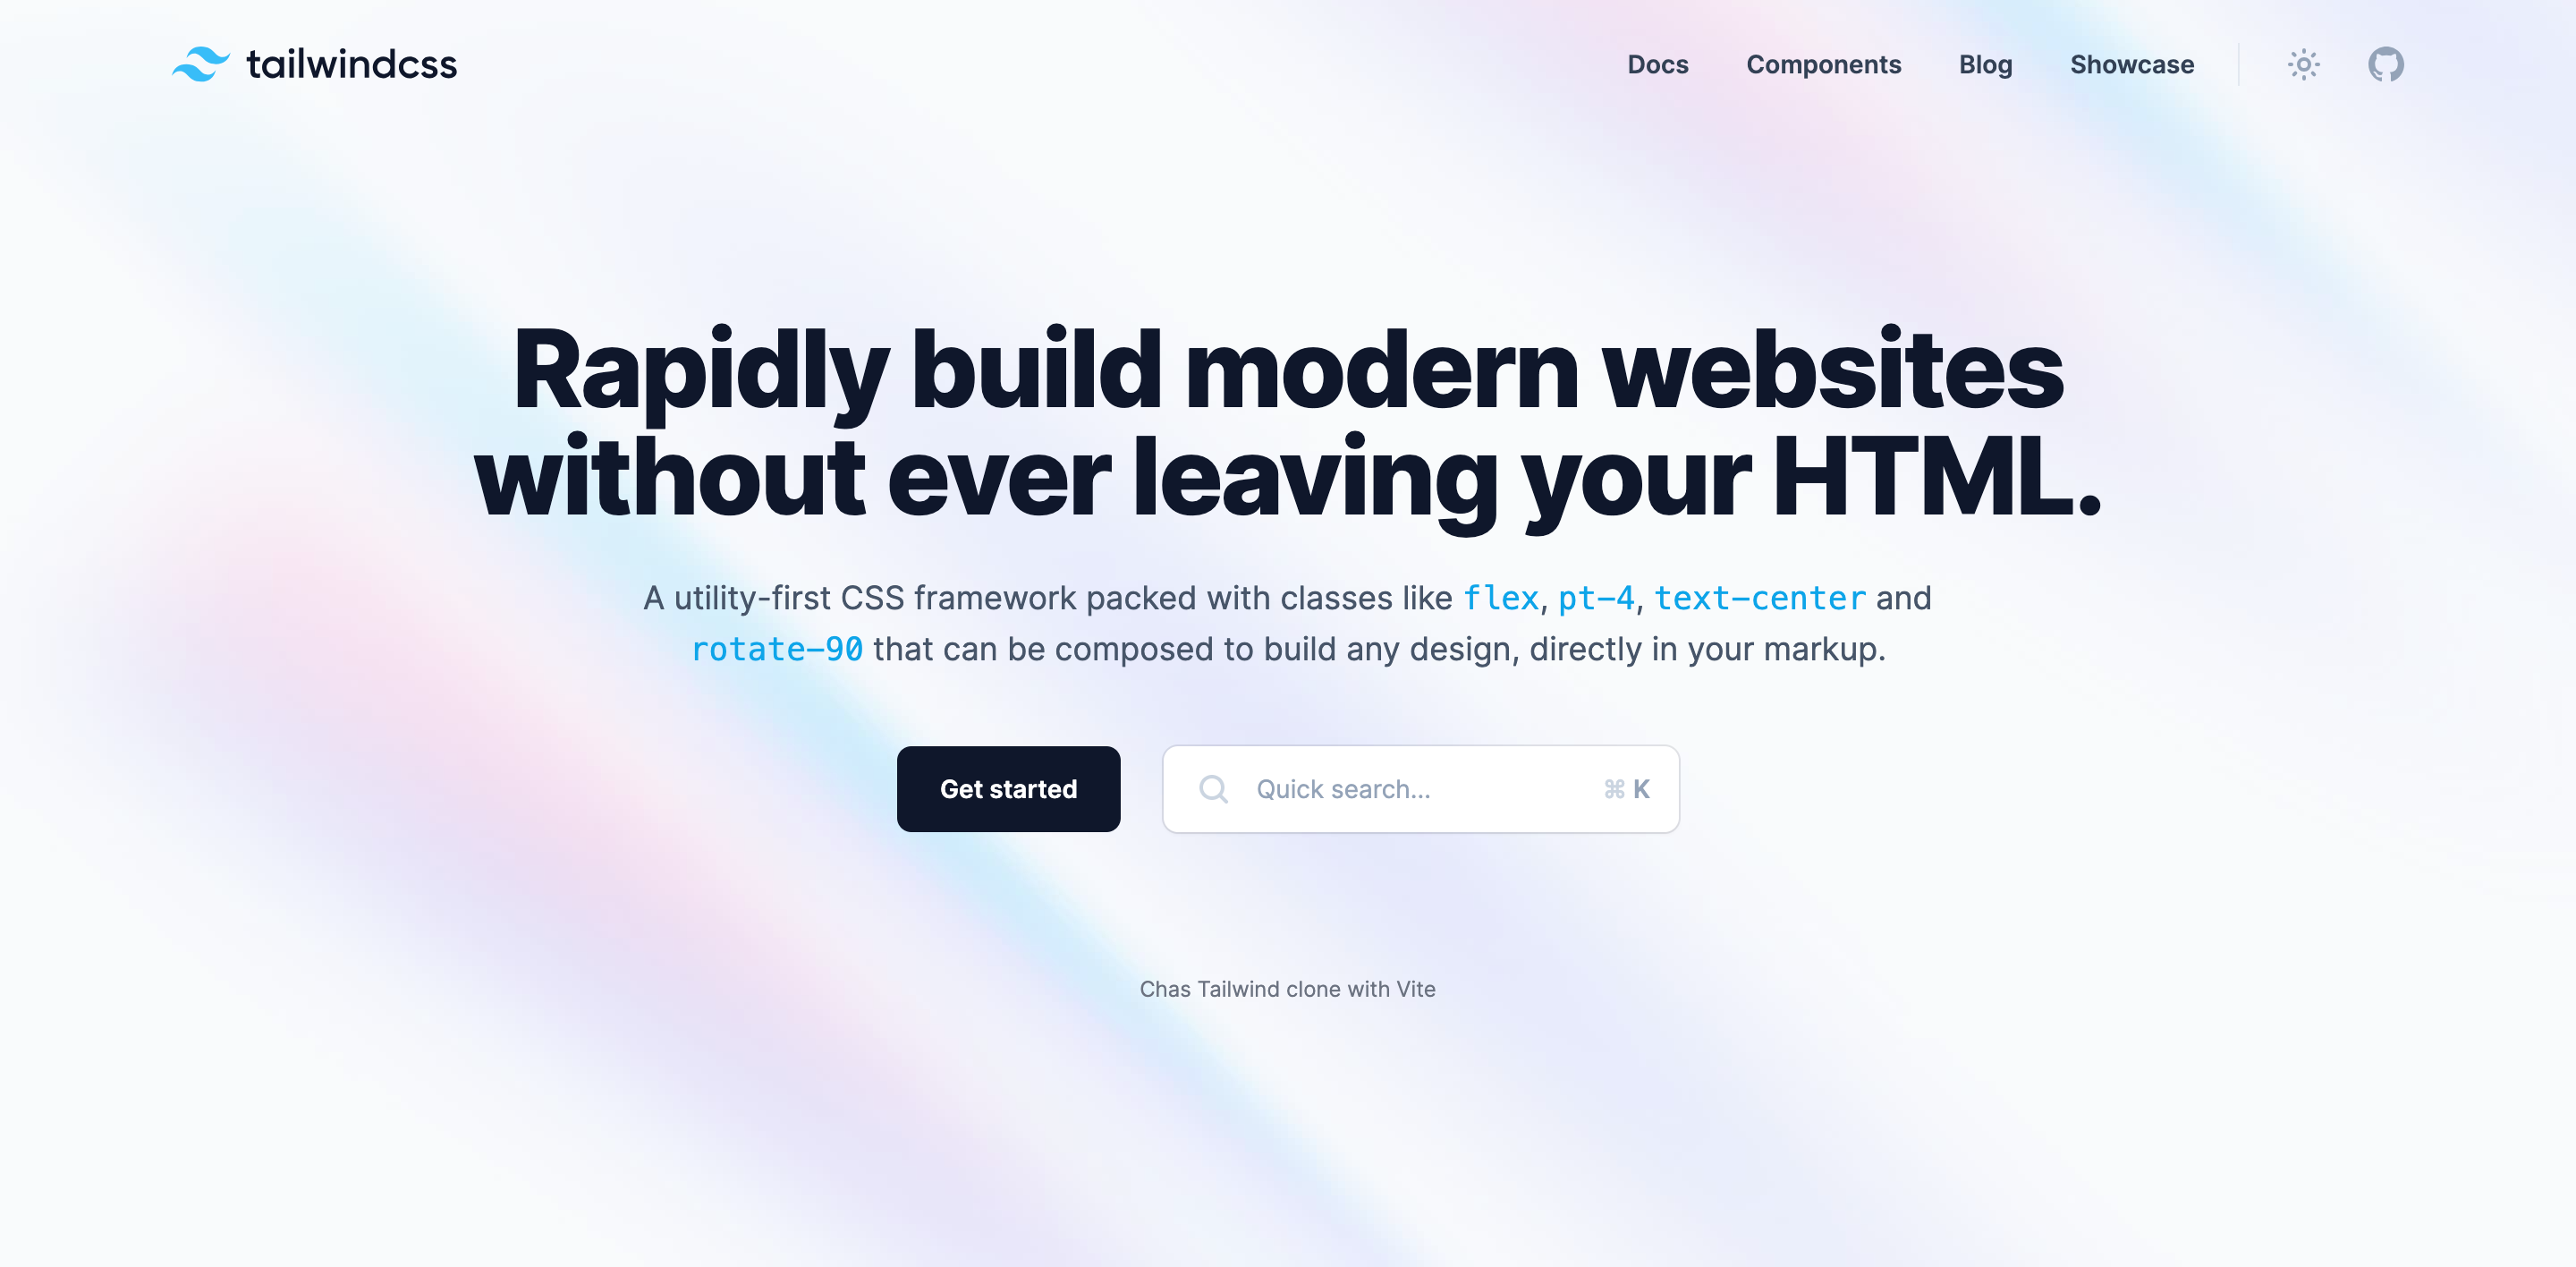 tailwindcss
Docs Components Blog Showcase
Rapidly build modern websites
without ever leaving your HTML.
A utility-first CSS framework packed with classes like flex, pt-4, text-center and
rotate-90 that can be composed to build any design, directly in your markup.
Get started
Quick search... ⌘ K
Chas Tailwind clone with Vite